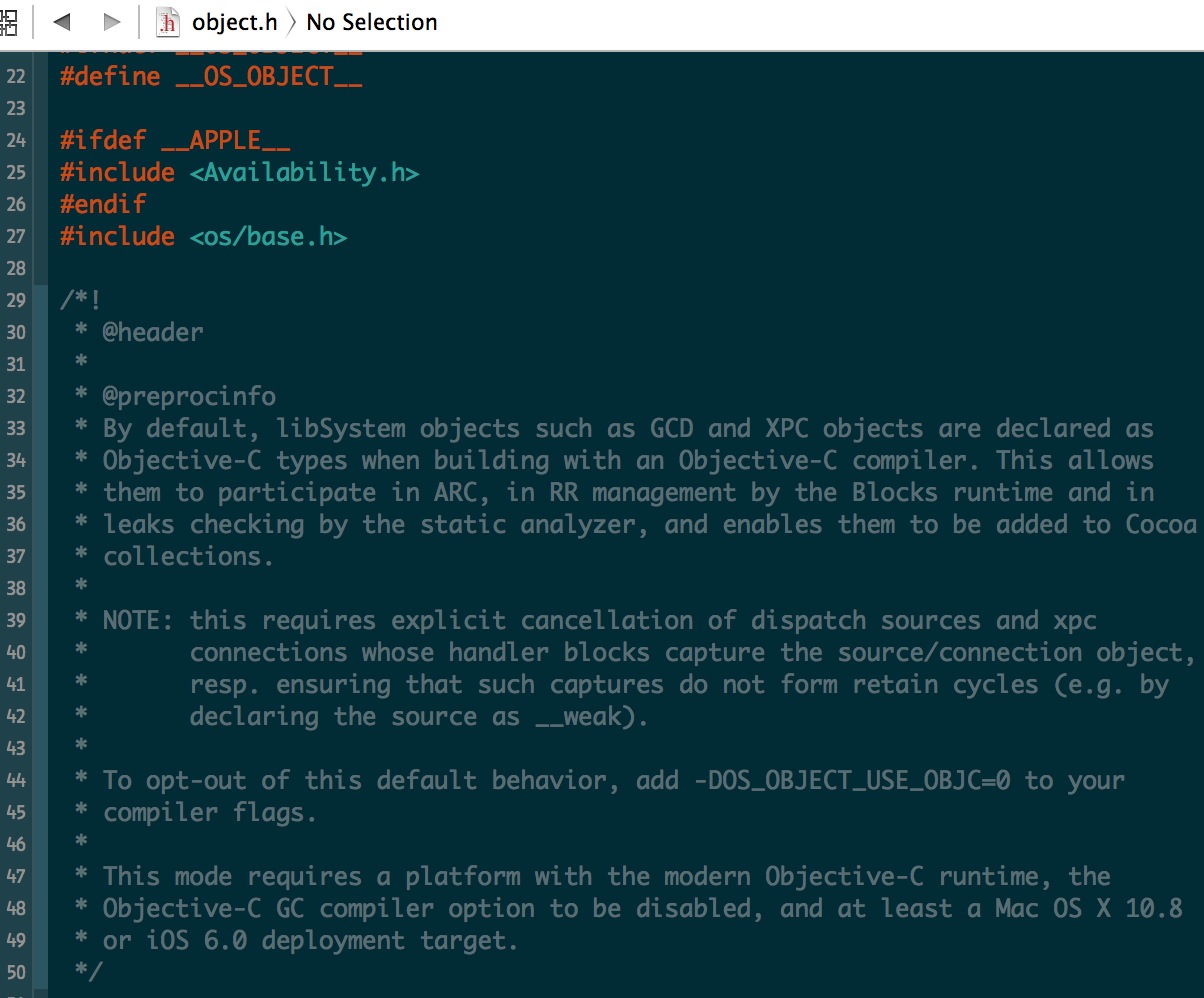 object.h No Selection
22 #define __OS_OBJECT__
23
24 #ifdef __APPLE__
25 #include <Availability.h>
26 #endif
27 #include <os/base.h>
28
29 /*!
30  * @header
31  *
32  * @preprocinfo
33  * By default, libSystem objects such as GCD and XPC objects are declared as
34  * Objective-C types when building with an Objective-C compiler. This allows
35  * them to participate in ARC, in RR management by the Blocks runtime and in
36  * leaks checking by the static analyzer, and enables them to be added to Cocoa
37  * collections.
38  *
39  * NOTE: this requires explicit cancellation of dispatch sources and xpc
40  *       connections whose handler blocks capture the source/connection object,
41  *       resp. ensuring that such captures do not form retain cycles (e.g. by
42  *       declaring the source as __weak).
43  *
44  * To opt-out of this default behavior, add -DOS_OBJECT_USE_OBJC=0 to your
45  * compiler flags.
46  *
47  * This mode requires a platform with the modern Objective-C runtime, the
48  * Objective-C GC compiler option to be disabled, and at least a Mac OS X 10.8
49  * or iOS 6.0 deployment target.
50  */